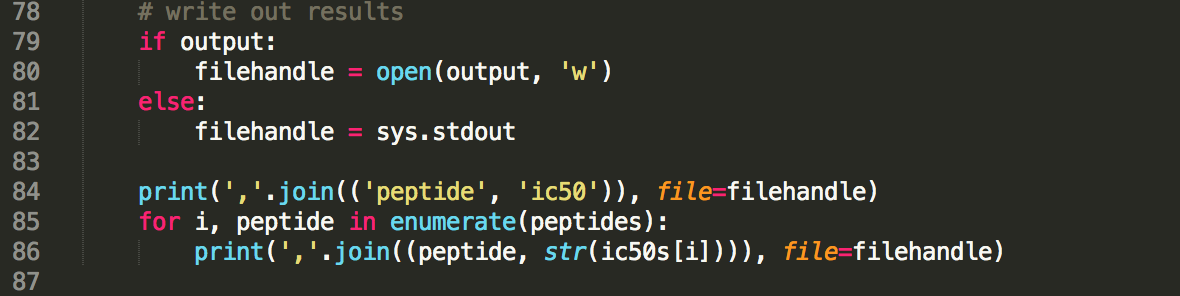 78 # write out results
79 if output:
80 filehandle = open(output, 'w')
81 else:
82 filehandle = sys.stdout
83
84 print(','.join(('peptide', 'ic50')), file=filehandle)
85 for i, peptide in enumerate(peptides):
86 print(','.join((peptide, str(ic50s[i]))), file=filehandle)
87